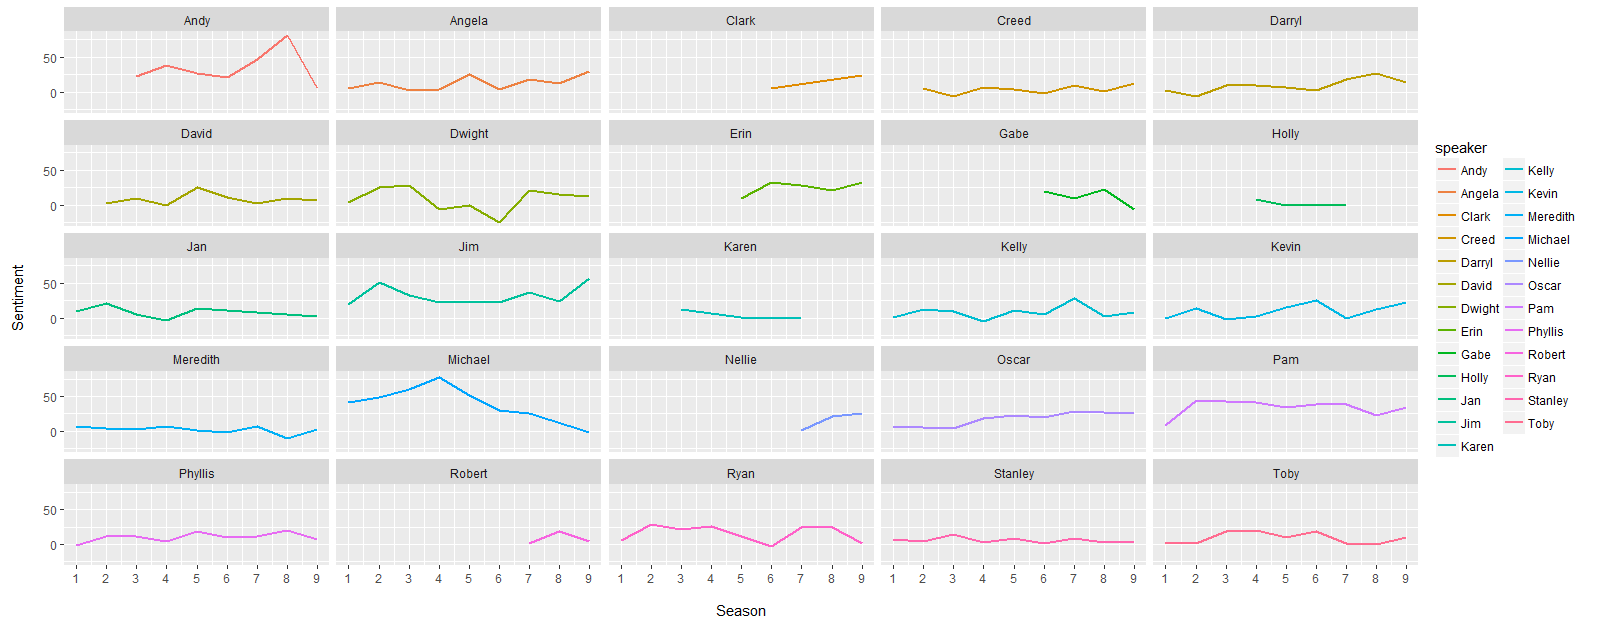 Andy Angela Clark Creed Darryl
50
0
David Dwight Erin Gabe Holly
50
0
Jan Jim Karen Kelly Kevin
50
0
Meredith Michael Nellie Oscar Pam
50
0
Phyllis Robert Ryan Stanley Toby
50
0
1 2 3 4 5 6 7 8 9 1 2 3 4 5 6 7 8 9 1 2 3 4 5 6 7 8 9 1 2 3 4 5 6 7 8 9 1 2 3 4 5 6 7 8 9
Season
Sentiment
speaker
Andy Kelly
Angela Kevin
Clark Meredith
Creed Michael
Darryl Nellie
David Oscar
Dwight Pam
Erin Phyllis
Gabe Robert
Holly Ryan
Jan Stanley
Jim Toby
Karen